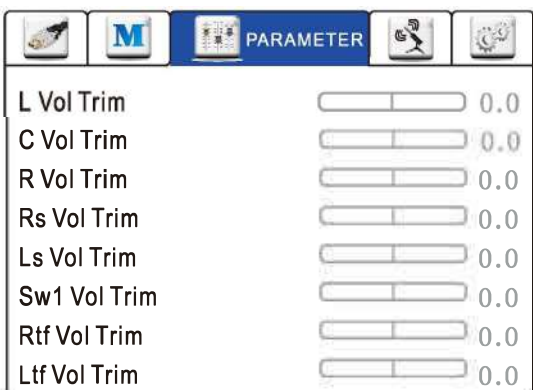 M PARAMETER
L Vol Trim 0.0
C Vol Trim 0.0
R Vol Trim 0.0
Rs Vol Trim 0.0
Ls Vol Trim 0.0
Sw1 Vol Trim 0.0
Rtf Vol Trim 0.0
Ltf Vol Trim 0.0